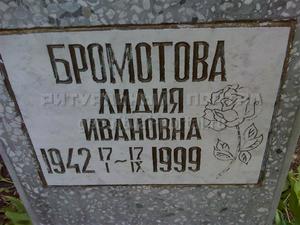 БРОМОТОВА
ЛИДИЯ
ИВАНОВНА
1942 17/I ~ 17/IX 1999